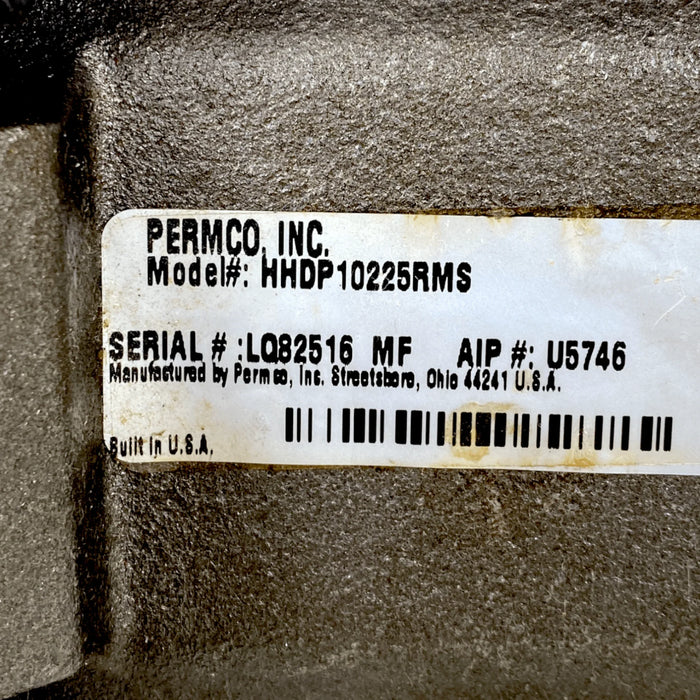 PERMCO, INC.
Model#: HHDP10225RMS
SERIAL # :LQ82516 MF AIP #: U5746
Manufactured by Permco, Inc. Streetsboro, Ohio 44241 U.S.A.
Built in U.S.A.